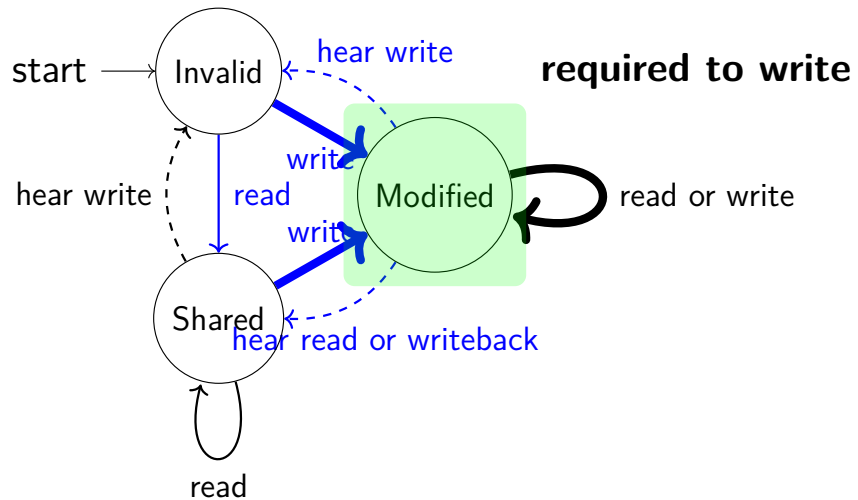 hear write
start
Invalid
required to write
write
hear write
read
Modified
read or write
write
Shared
hear read or writeback
read